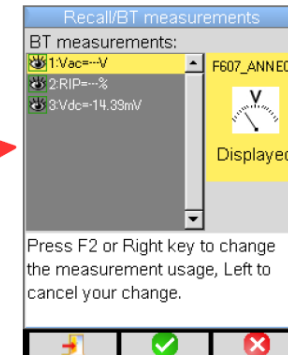 Recall/BT measurements
BT measurements:
1:Vac=---V
2:RIP=---%
3:Vdc=-14.39mV
F607_ANNEC
V
Displayed
Press F2 or Right key to change
the measurement usage, Left to
cancel your change.